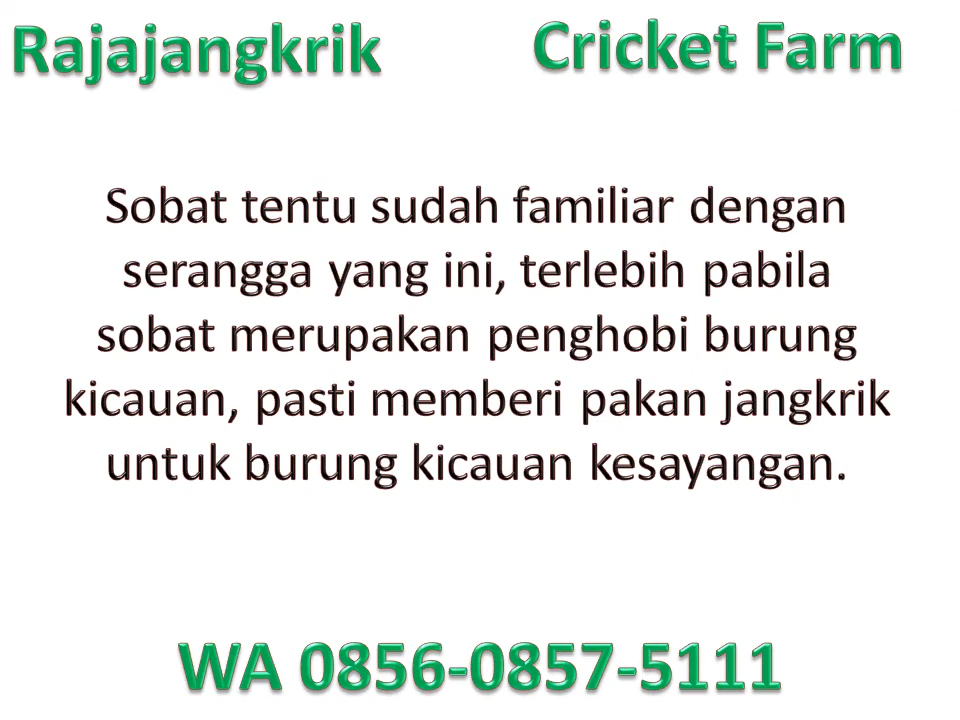 Rajajangkrik Cricket Farm
Sobat tentu sudah familiar dengan
serangga yang ini, terlebih pabila
sobat merupakan penghobi burung
kicauan, pasti memberi pakan jangkrik
untuk burung kicauan kesayangan.
WA 0856-0857-5111